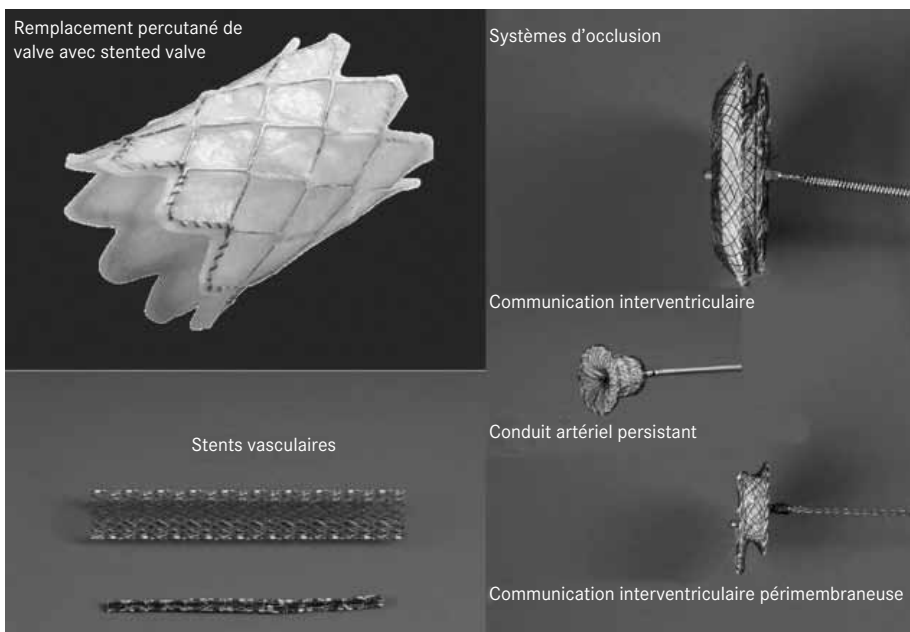 Remplacement percutané de
valve avec stented valve
Systèmes d'occlusion
Communication interventriculaire
Conduit artériel persistant
Stents vasculaires
Communication interventriculaire périmembraneuse